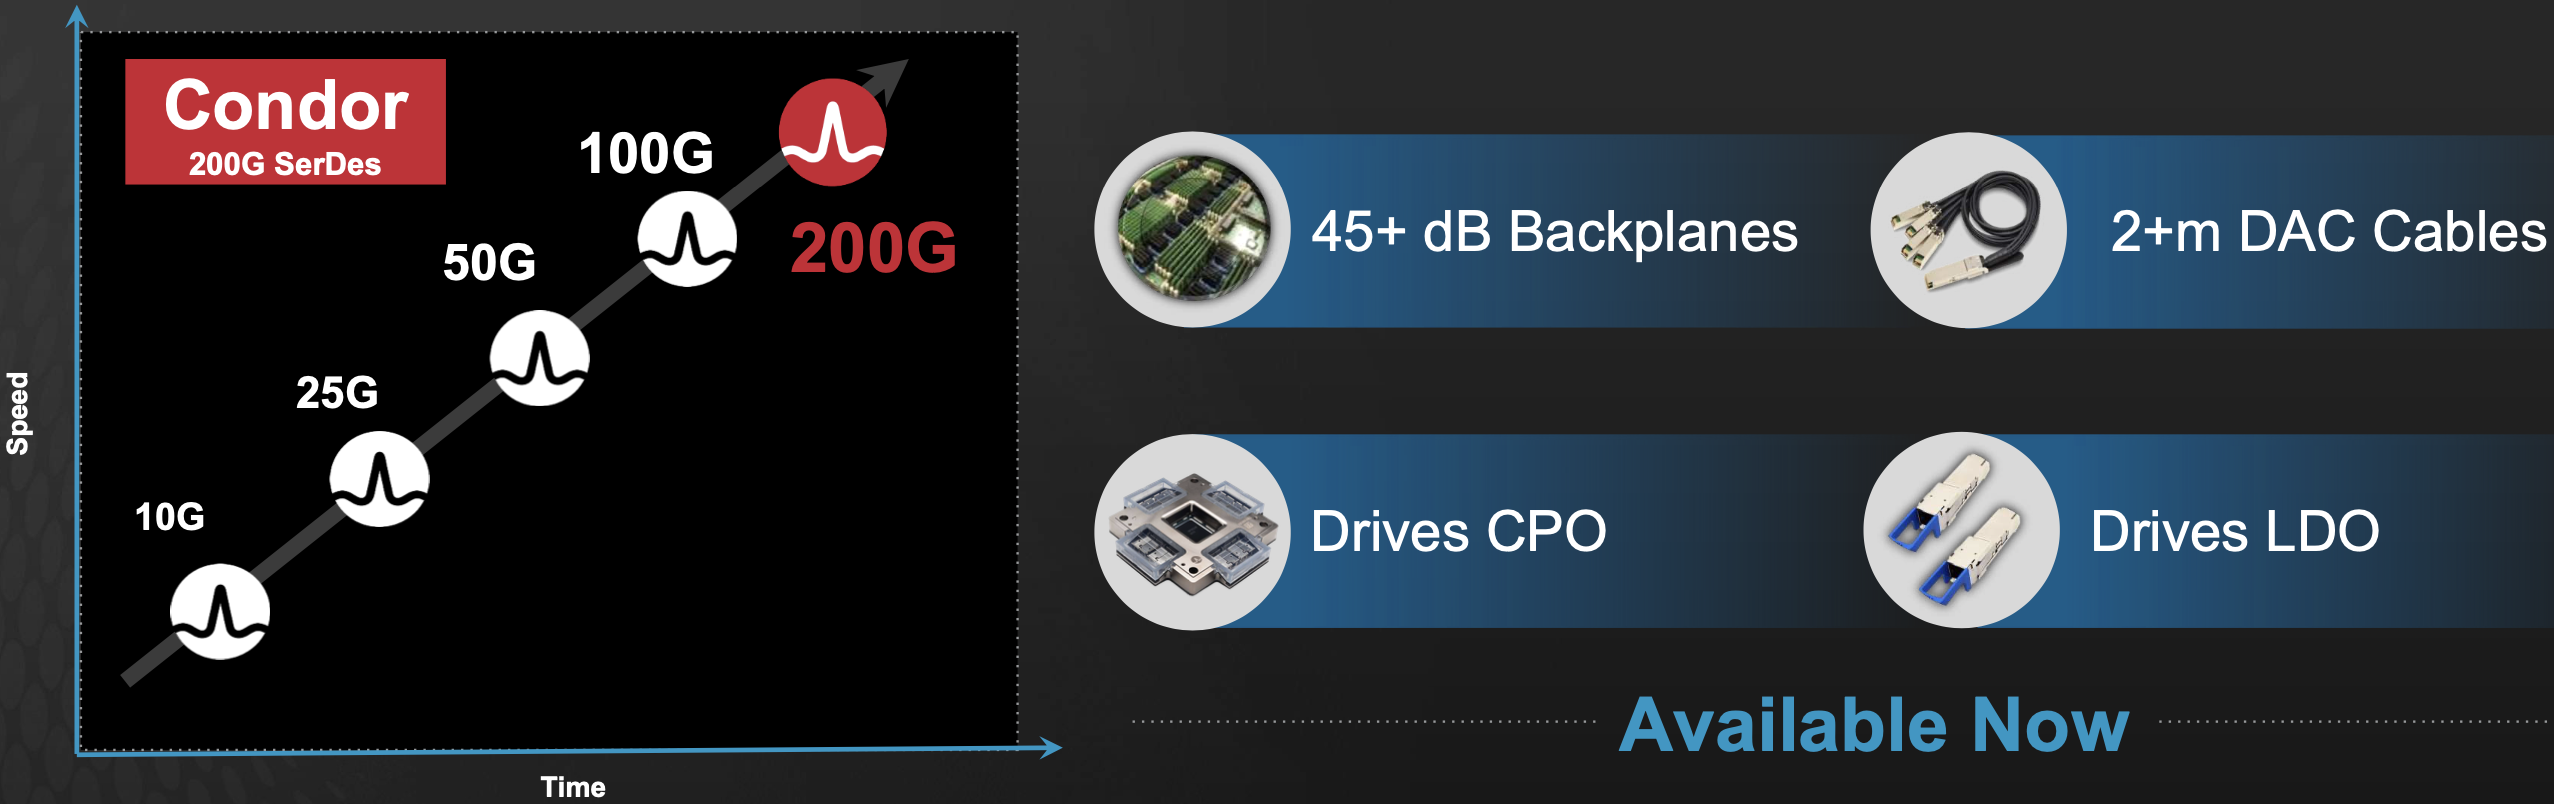 Condor
200G SerDes
10G
25G
50G
100G
200G
Speed
Time
45+ dB Backplanes
2+m DAC Cables
Drives CPO
Drives LDO
Available Now